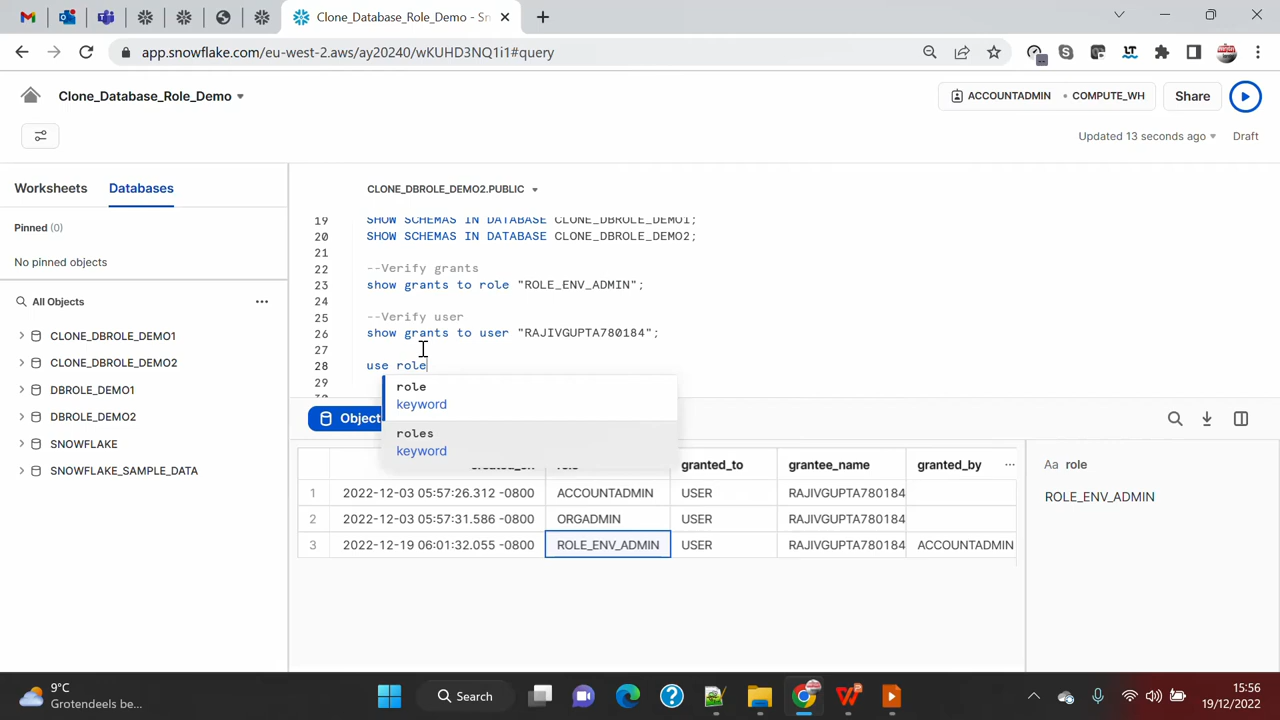 Clone_Database_Role_Demo - Sn
app.snowflake.com/eu-west-2.aws/ay20240/wKUHD3NQ1i1#query
Clone_Database_Role_Demo
ACCOUNTADMIN • COMPUTE_WH
Share
Updated 13 seconds ago
Draft
Worksheets
Databases
Pinned (0)
No pinned objects
All Objects
CLONE_DBROLE_DEMO1
CLONE_DBROLE_DEMO2
DBROLE_DEMO1
DBROLE_DEMO2
SNOWFLAKE
SNOWFLAKE_SAMPLE_DATA
CLONE_DBROLE_DEMO2.PUBLIC
19 SHOW SCHEMAS IN DATABASE CLONE_DBROLE_DEMO1;
20 SHOW SCHEMAS IN DATABASE CLONE_DBROLE_DEMO2;
21
22 --Verify grants
23 show grants to role "ROLE_ENV_ADMIN";
24
25 --Verify user
26 show grants to user "RAJIVGUPTA780184";
27
28 use role
29
role
keyword
roles
keyword
Object
granted_to grantee_name granted_by
1 2022-12-03 05:57:26.312 -0800 ACCOUNTADMIN USER RAJIVGUPTA780184
2 2022-12-03 05:57:31.586 -0800 ORGADMIN USER RAJIVGUPTA780184
3 2022-12-19 06:01:32.055 -0800 ROLE_ENV_ADMIN USER RAJIVGUPTA780184 ACCOUNTADMIN
Aa role
ROLE_ENV_ADMIN
9°C
Grotendeels be...
Search
15:56
19/12/2022